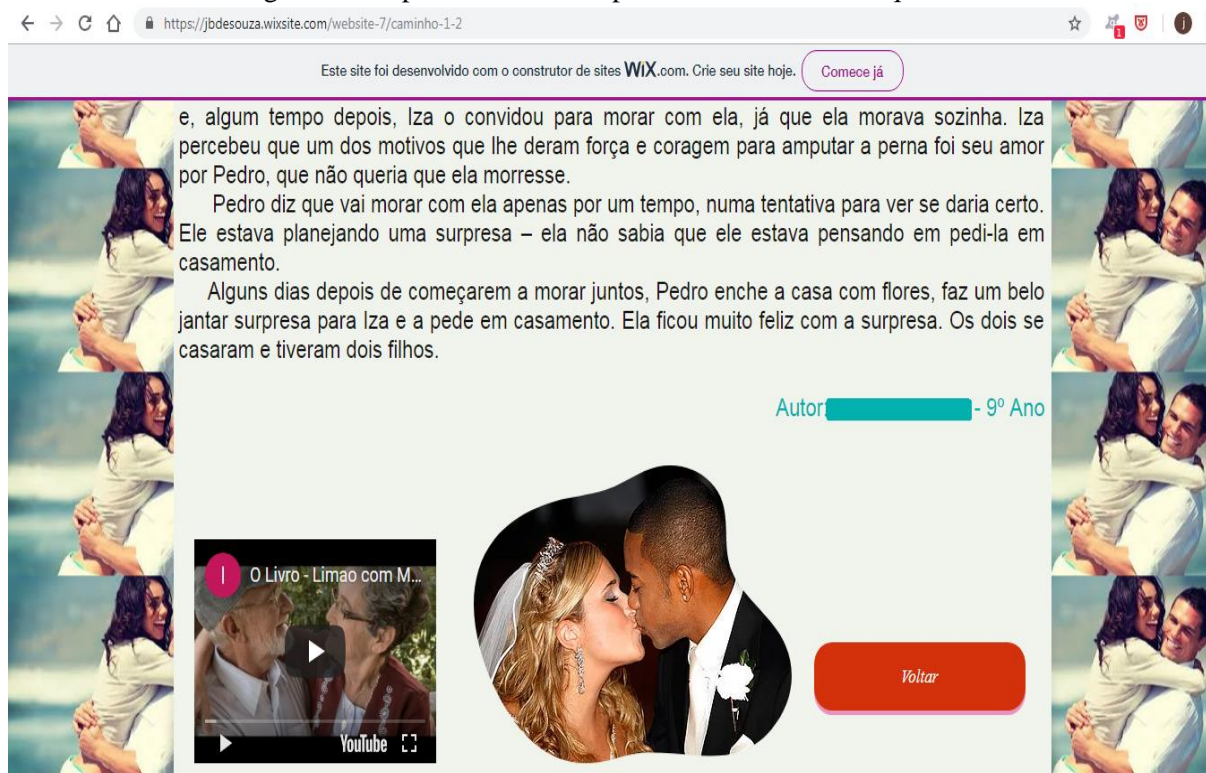 https://jbdesouza.wixsite.com/website-7/caminho-1-2
1
j
Este site foi desenvolvido com o construtor de sites WiX.com. Crie seu site hoje. Comece já
e, algum tempo depois, Iza o convidou para morar com ela, já que ela morava sozinha. Iza
percebeu que um dos motivos que lhe deram força e coragem para amputar a perna foi seu amor
por Pedro, que não queria que ela morresse.
Pedro diz que vai morar com ela apenas por um tempo, numa tentativa para ver se daria certo.
Ele estava planejando uma surpresa – ela não sabia que ele estava pensando em pedi-la em
casamento.
Alguns dias depois de começarem a morar juntos, Pedro enche a casa com flores, faz um belo
jantar surpresa para Iza e a pede em casamento. Ela ficou muito feliz com a surpresa. Os dois se
casaram e tiveram dois filhos.
Autor: - 9º Ano
I O Livro - Limao com M...
YouTube
Voltar